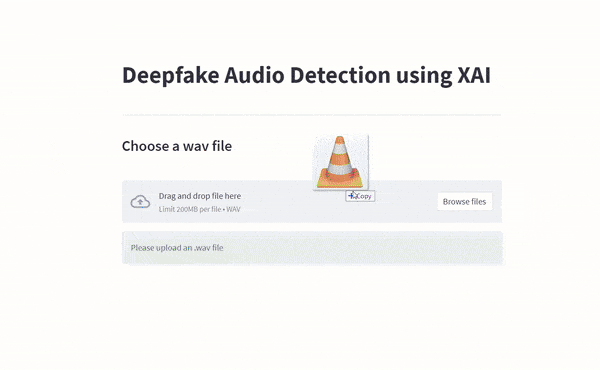 Deepfake Audio Detection using XAI
Choose a wav file
Drag and drop file here
Limit 200MB per file • WAV
Browse files
Copy
Please upload an .wav file